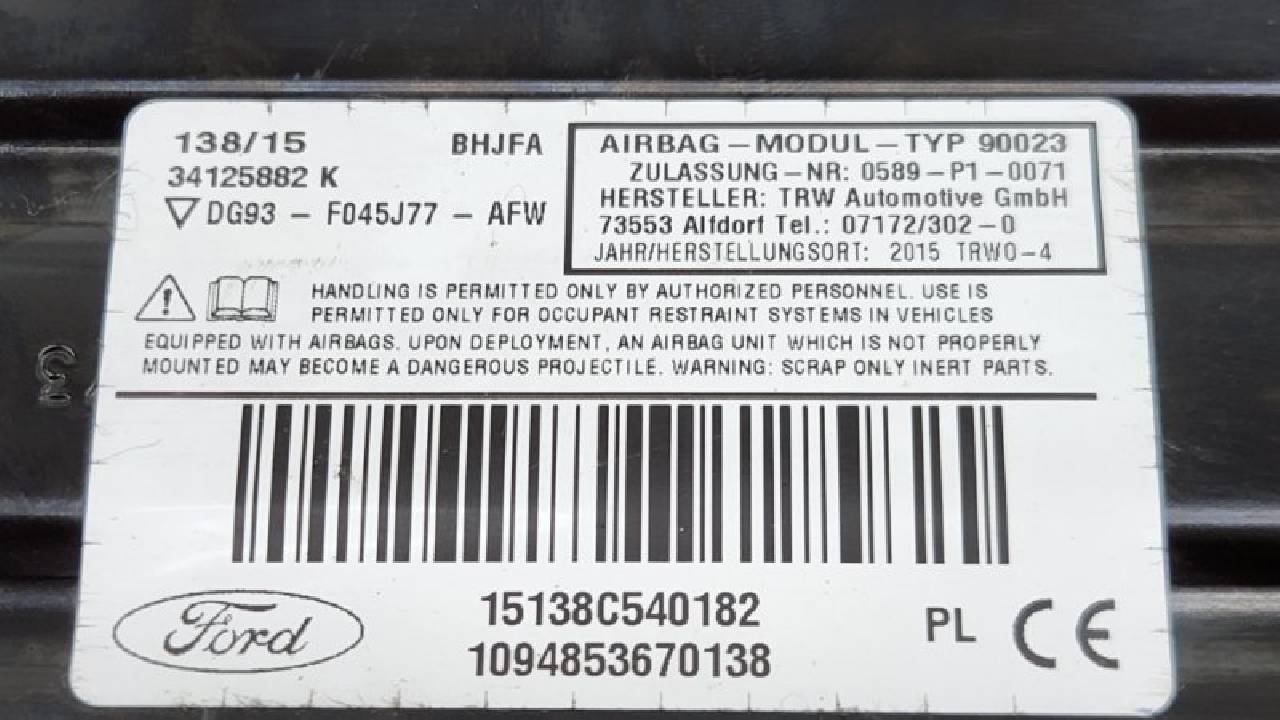 138/15 BHJFA
34125882 K
DG93 - F045J77 - AFW
AIRBAG-MODUL-TYP 90023
ZULASSUNG-NR: 0589-P1-0071
HERSTELLER: TRW Automotive GmbH
73553 Alfdorf Tel.: 07172/302-0
JAHR/HERSTELLUNGSORT: 2015 TRWO-4
HANDLING IS PERMITTED ONLY BY AUTHORIZED PERSONNEL. USE IS
PERMITTED ONLY FOR OCCUPANT RESTRAINT SYSTEMS IN VEHICLES
EQUIPPED WITH AIRBAGS. UPON DEPLOYMENT, AN AIRBAG UNIT WHICH IS NOT PROPERLY
MOUNTED MAY BECOME A DANGEROUS PROJECTILE. WARNING: SCRAP ONLY INERT PARTS.
Ford
15138C540182
1094853670138
PL CE